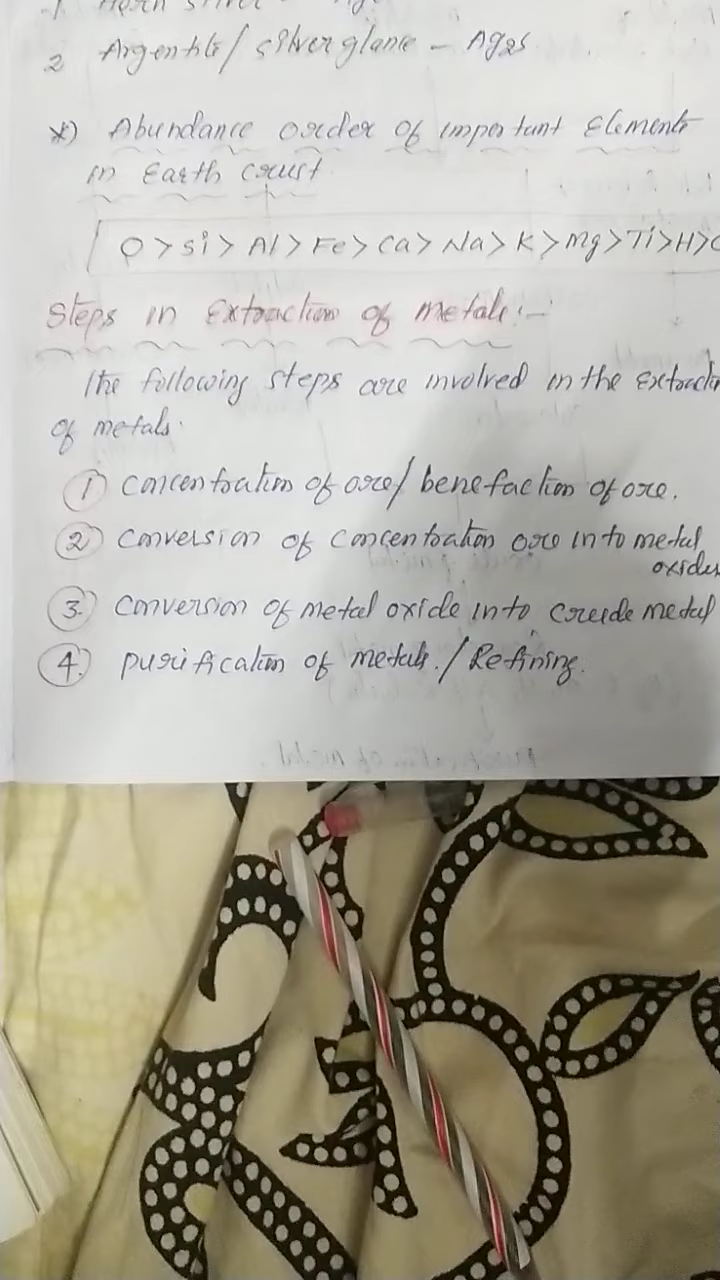 2 Argentite/silver glance - Ag2S
*) Abundance order of important Elements
in Earth crust
O > Si > Al > Fe > Ca > Na > K > Mg > Ti > H >
Steps in Extraction of metals:-
The following steps are involved in the
of metals.
① concentration of ore/benefaction of ore.
② Conversion of concentration ore into metal
oxides
③. Conversion of metal oxide into crude metal
④. purification of metals./Refining.